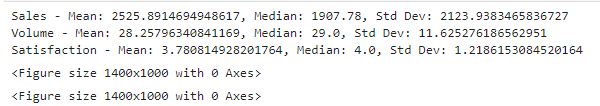 Sales - Mean: 2525.8914694948617, Median: 1907.78, Std Dev: 2123.9383465836727
Volume - Mean: 28.25796340841169, Median: 29.0, Std Dev: 11.625276186562951
Satisfaction - Mean: 3.780814928201764, Median: 4.0, Std Dev: 1.2186153084520164
<Figure size 1400x1000 with 0 Axes>
<Figure size 1400x1000 with 0 Axes>